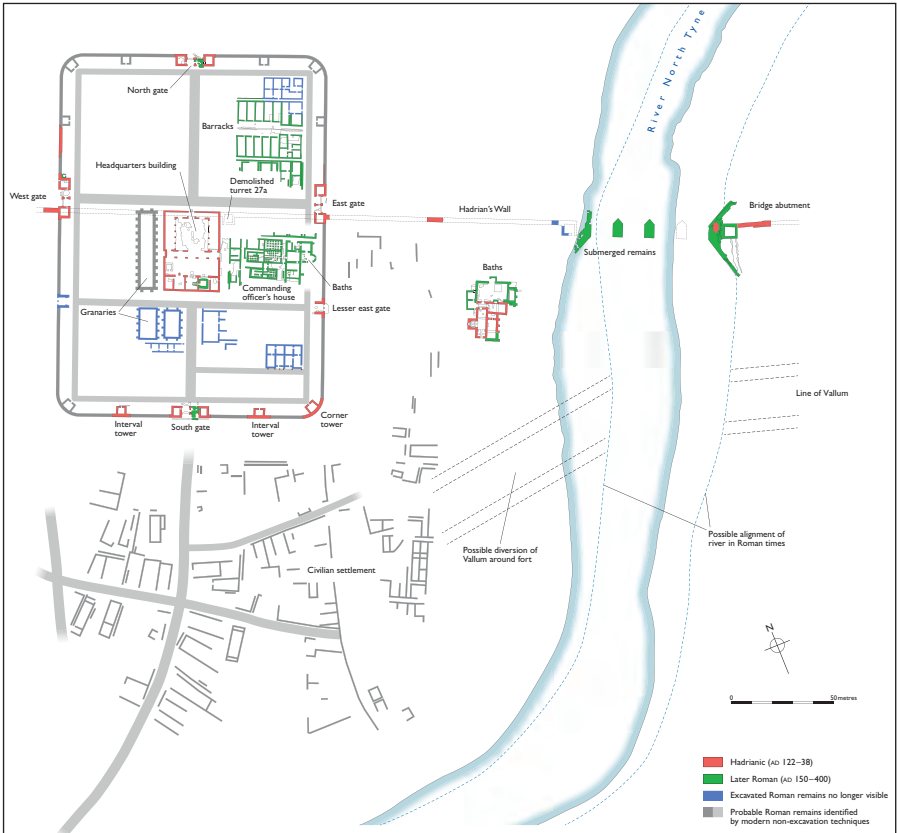 River North Tyne
North gate
Barracks
Headquarters building
Demolished
turret 27a
West gate
East gate
Hadrian's Wall
Bridge abutment
Submerged remains
Baths
Commanding
officer's house
Baths
Granaries
Lesser east gate
Line of Vallum
Interval
tower
South gate
Interval
tower
Corner
tower
Possible diversion of
Vallum around fort
Possible alignment of
river in Roman times
Civilian settlement
N
0 50 metres
Hadrianic (AD 122–38)
Later Roman (AD 150–400)
Excavated Roman remains no longer visible
Probable Roman remains identified
by modern non-excavation techniques